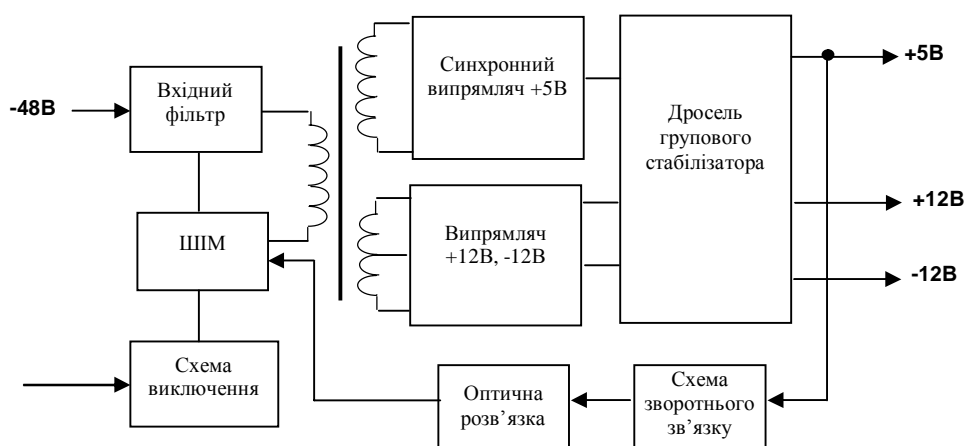 -48В
Вхідний
фільтр
ШІМ
Схема
виключення
Синхронний
випрямляч +5В
Випрямляч
+12В, -12В
Дросель
групового
стабілізатора
+5В
+12В
-12В
Оптична
розв’язка
Схема
зворотнього
зв’язку